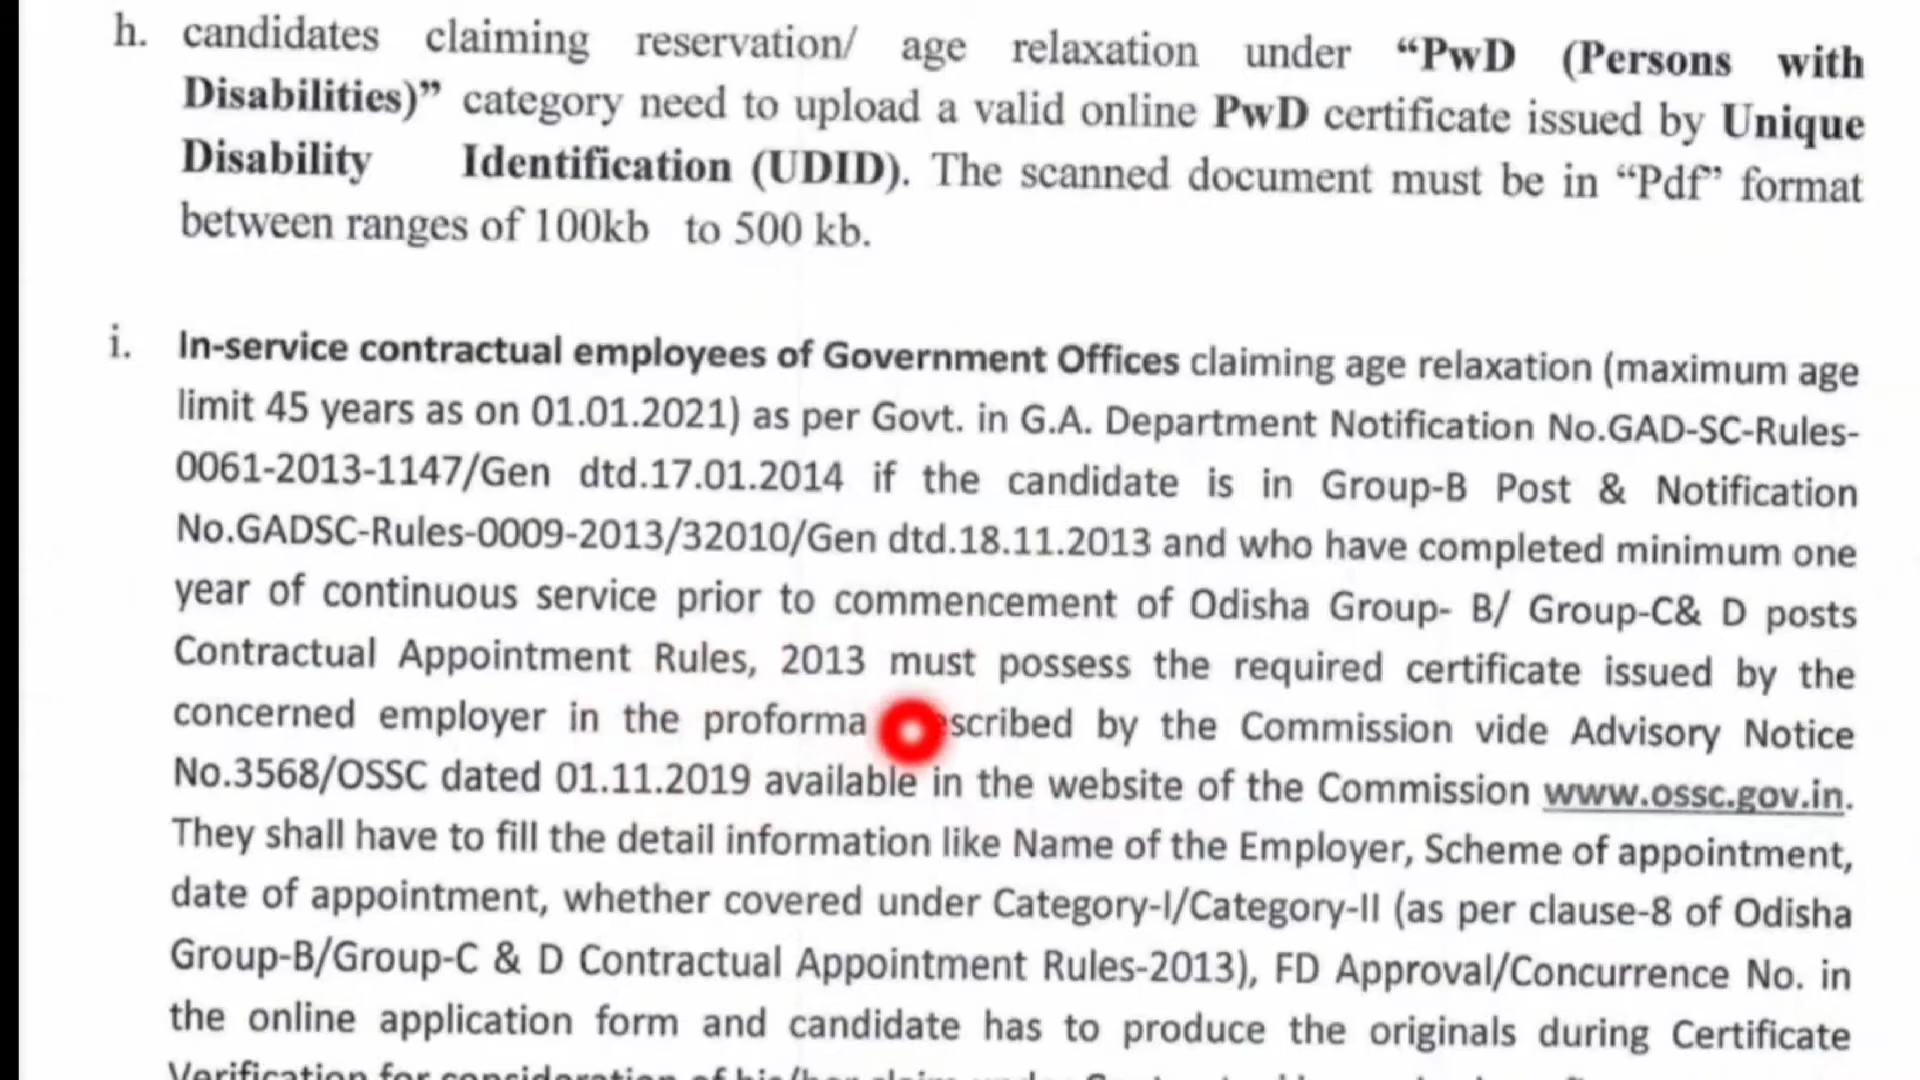 h. candidates claiming reservation/ age relaxation under “PwD (Persons with
Disabilities)” category need to upload a valid online PwD certificate issued by Unique
Disability Identification (UDID). The scanned document must be in “Pdf” format
between ranges of 100kb to 500 kb.
i. In-service contractual employees of Government Offices claiming age relaxation (maximum age
limit 45 years as on 01.01.2021) as per Govt. in G.A. Department Notification No.GAD-SC-Rules-
0061-2013-1147/Gen dtd.17.01.2014 if the candidate is in Group-B Post & Notification
No.GADSC-Rules-0009-2013/32010/Gen dtd.18.11.2013 and who have completed minimum one
year of continuous service prior to commencement of Odisha Group- B/ Group-C& D posts
Contractual Appointment Rules, 2013 must possess the required certificate issued by the
concerned employer in the proforma scribed by the Commission vide Advisory Notice
No.3568/OSSC dated 01.11.2019 available in the website of the Commission www.ossc.gov.in.
They shall have to fill the detail information like Name of the Employer, Scheme of appointment,
date of appointment, whether covered under Category-I/Category-II (as per clause-8 of Odisha
Group-B/Group-C & D Contractual Appointment Rules-2013), FD Approval/Concurrence No. in
the online application form and candidate has to produce the originals during Certificate
Verification for consideration of his/her claim under